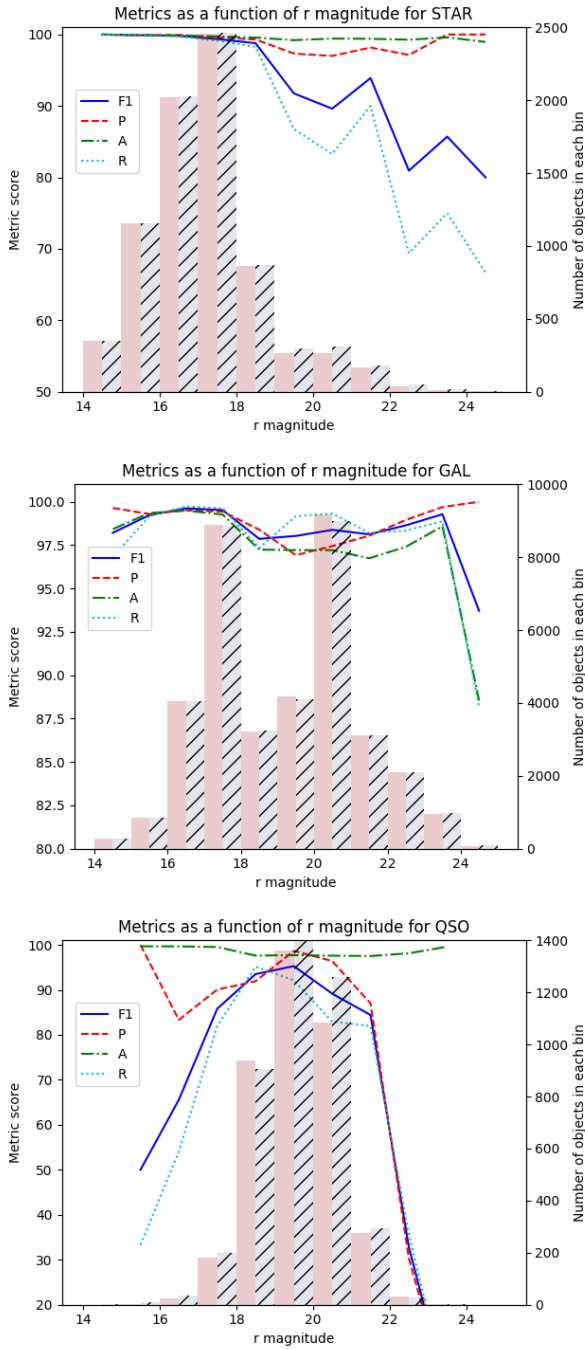 Metrics as a function of r magnitude for STAR
100
90
80
70
60
50
Metric score
F1
P
A
R
2500
2000
1500
1000
500
0
Number of objects in each bin
14 16 18 20 22 24
r magnitude
Metrics as a function of r magnitude for GAL
100.0
97.5
95.0
92.5
90.0
87.5
85.0
82.5
80.0
Metric score
F1
P
A
R
10000
8000
6000
4000
2000
0
Number of objects in each bin
14 16 18 20 22 24
r magnitude
Metrics as a function of r magnitude for QSO
100
90
80
70
60
50
40
30
20
Metric score
F1
P
A
R
1400
1200
1000
800
600
400
200
0
Number of objects in each bin
14 16 18 20 22 24
r magnitude